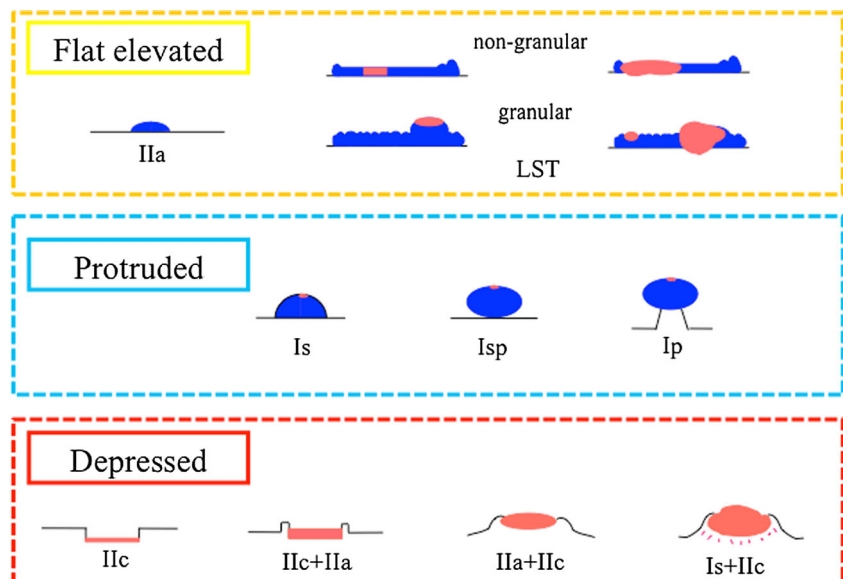 Flat elevated
non-granular
IIa
granular
LST
Protruded
Is
Isp
Ip
Depressed
IIc
IIc+IIa
IIa+IIc
Is+IIc